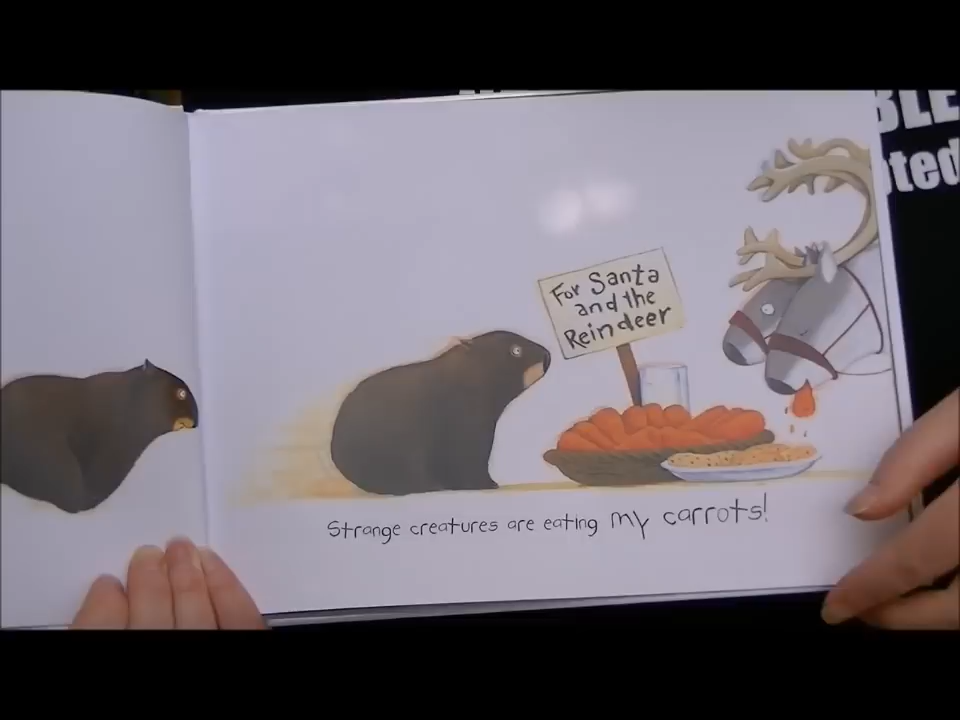 For Santa
and the
Reindeer
Strange creatures are eating my carrots!